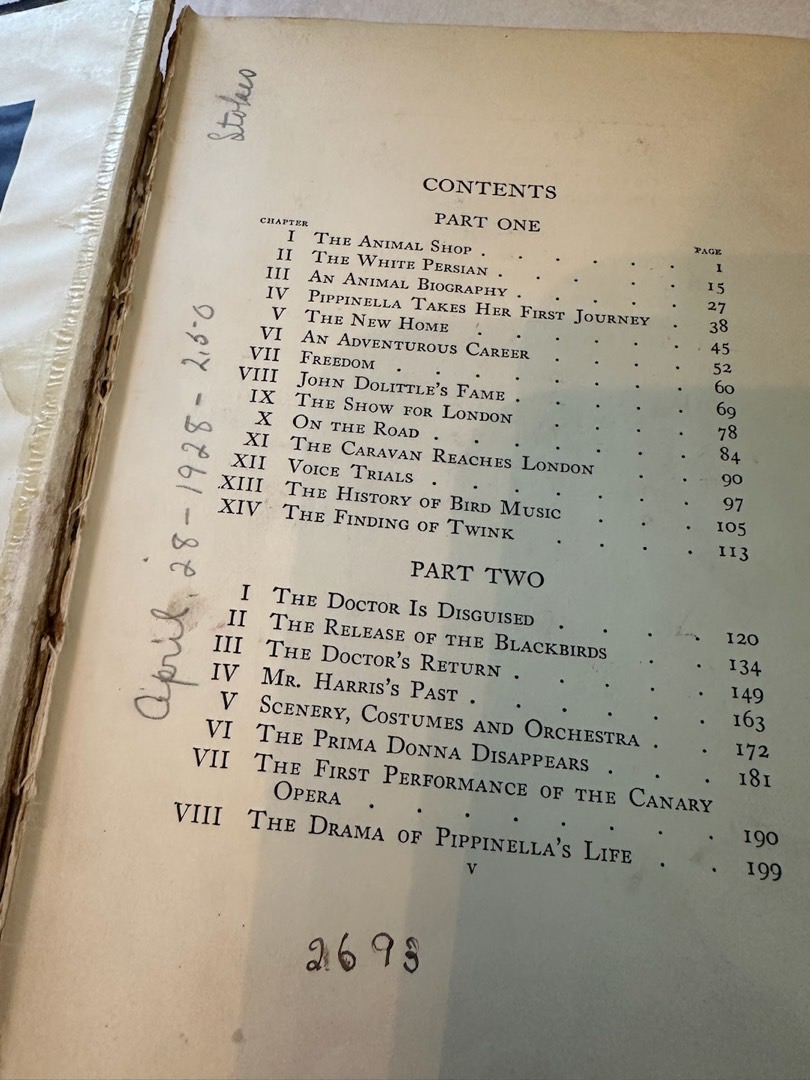 Stokes
April. 28 - 1928 - 2.50
CONTENTS
PART ONE
CHAPTER PAGE
I THE ANIMAL SHOP . . . . . . 1
II THE WHITE PERSIAN . . . . . . 15
III AN ANIMAL BIOGRAPHY . . . . . 27
IV PIPPINELLA TAKES HER FIRST JOURNEY . 38
V THE NEW HOME . . . . . . 45
VI AN ADVENTUROUS CAREER . . . . 52
VII FREEDOM . . . . . . . . 60
VIII JOHN DOLITTLE'S FAME . . . . . 69
IX THE SHOW FOR LONDON . . . . 78
X ON THE ROAD . . . . . . . 84
XI THE CARAVAN REACHES LONDON . . 90
XII VOICE TRIALS . . . . . . . 97
XIII THE HISTORY OF BIRD MUSIC . . . 105
XIV THE FINDING OF TWINK . . . . 113
PART TWO
I THE DOCTOR IS DISGUISED . . . . 120
II THE RELEASE OF THE BLACKBIRDS . . 134
III THE DOCTOR'S RETURN . . . . . 149
IV MR. HARRIS'S PAST . . . . . . 163
V SCENERY, COSTUMES AND ORCHESTRA . . 172
VI THE PRIMA DONNA DISAPPEARS . . . 181
VII THE FIRST PERFORMANCE OF THE CANARY
OPERA . . . . . . . . 190
VIII THE DRAMA OF PIPPINELLA'S LIFE . . 199
v
2693